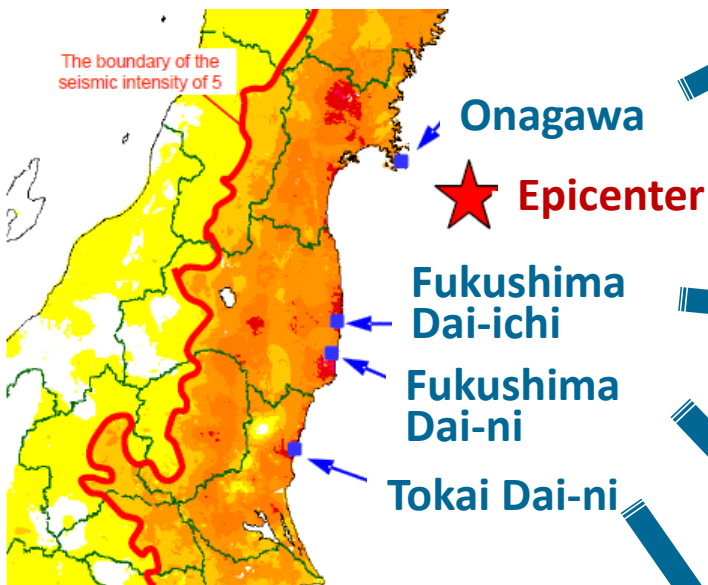 The boundary of the
seismic intensity of 5
Onagawa
Epicenter
Fukushima
Dai-ichi
Fukushima
Dai-ni
Tokai Dai-ni